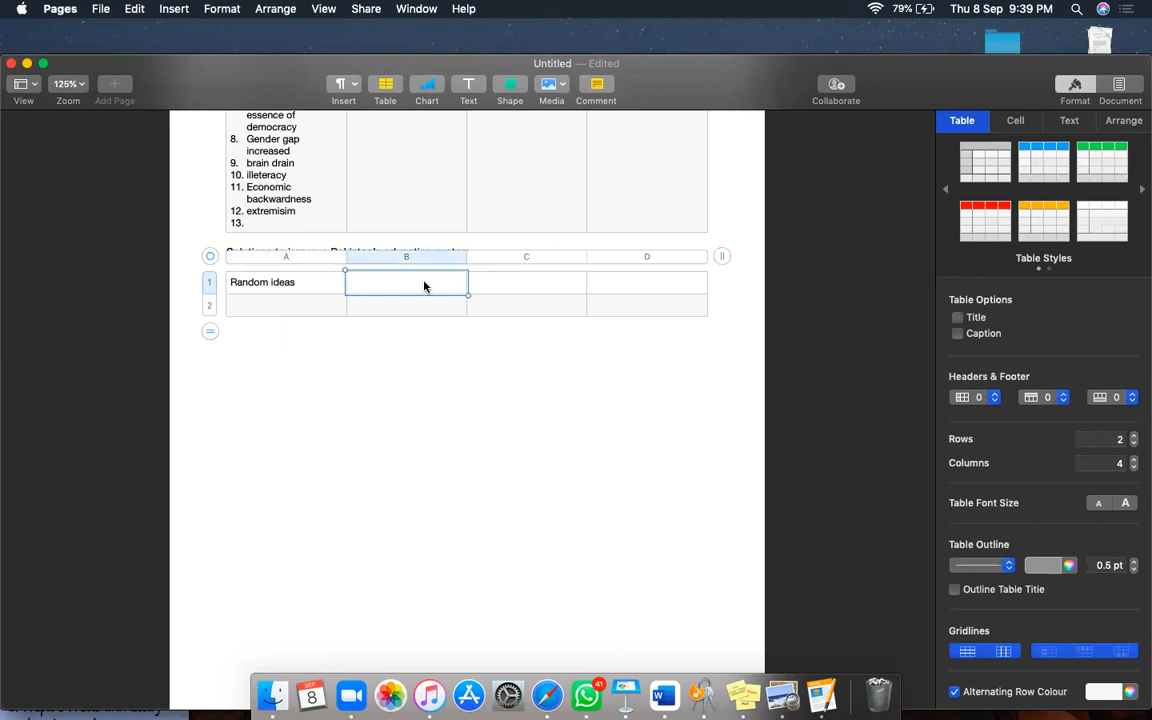 Pages File Edit Insert Format Arrange View Share Window Help 79% Thu 8 Sep 9:39 PM
Untitled — Edited
125%
View Zoom Add Page Insert Table Chart Text Shape Media Comment Collaborate Format Document
Table Cell Text Arrange
essence of
democracy
8. Gender gap
increased
9. brain drain
10. illeteracy
11. Economic
backwardness
12. extremisim
13.
A B C D
1 Random ideas
2
Table Styles
Table Options
Title
Caption
Headers & Footer
0 0 0
Rows 2
Columns 4
Table Font Size A A
Table Outline
0.5 pt
Outline Table Title
Gridlines
Alternating Row Colour
SEP
8
41